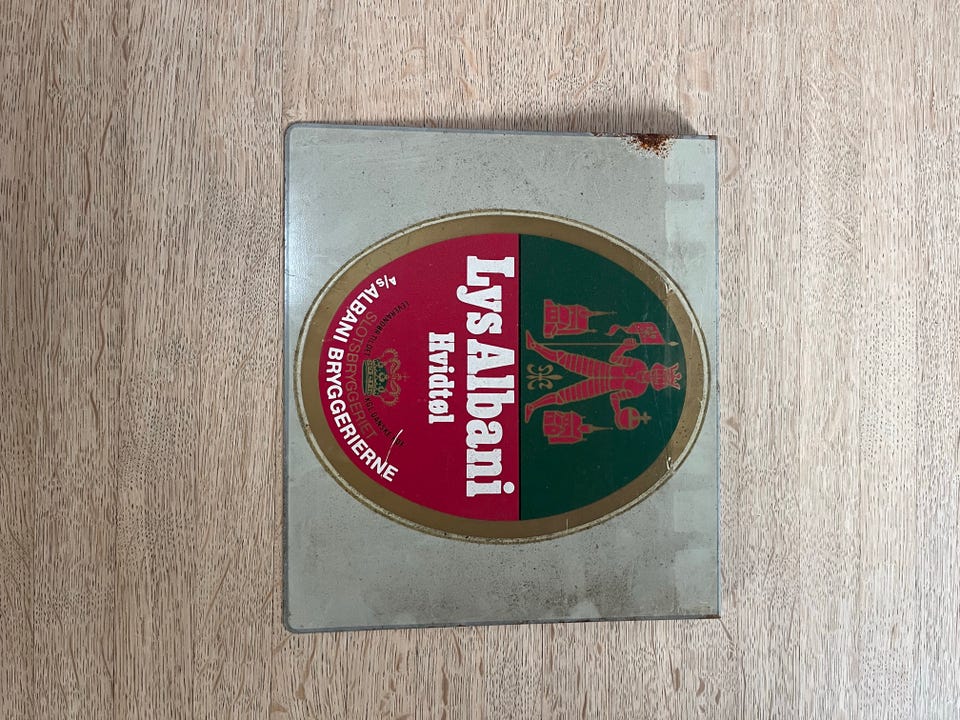 Lys Albani
Hvidtøl
SLOTSBRYGGERIET
A/S ALBANI BRYGGERIERNE